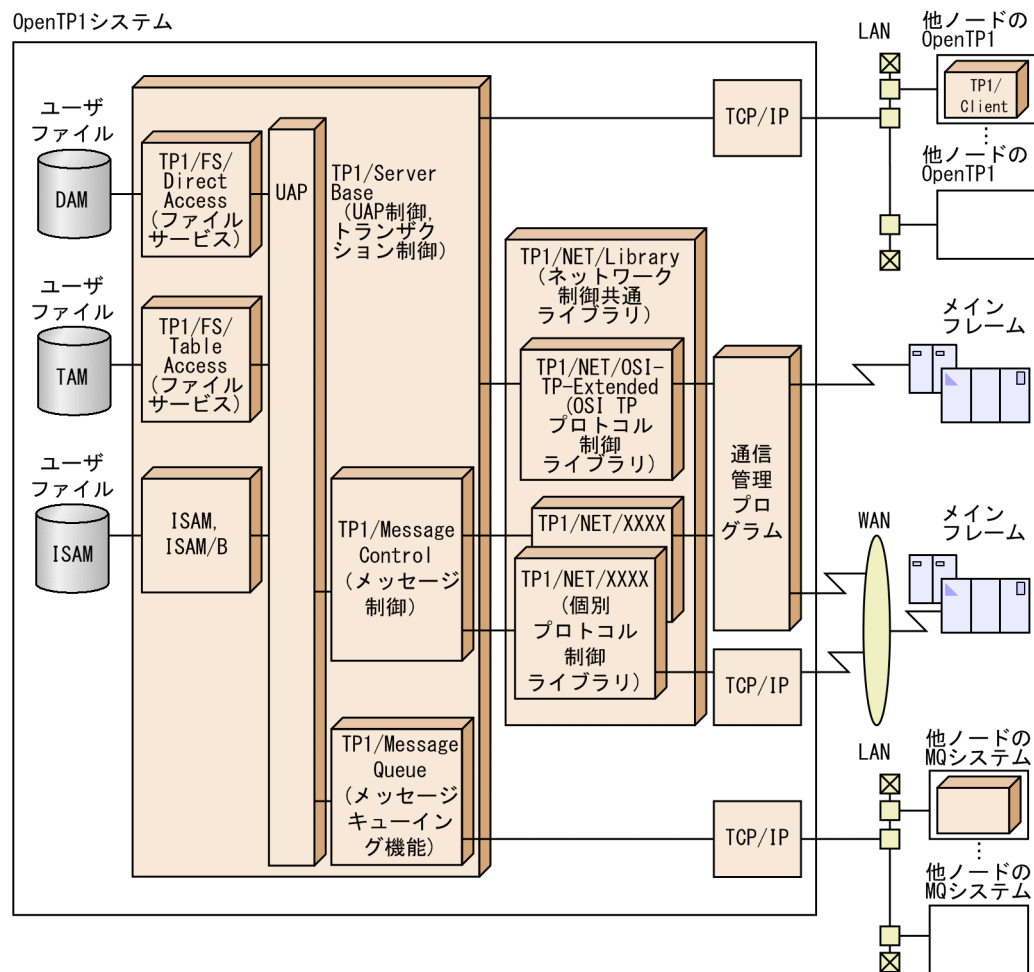 OpenTP1システム
LAN
他ノードの
OpenTP1
TP1/
Client
他ノードの
OpenTP1
TCP/IP
ユーザ
ファイル
DAM
TP1/FS/
Direct
Access
(ファイル
サービス)
UAP
TP1/Server
Base
(UAP制御,
トランザク
ション制御)
ユーザ
ファイル
TAM
TP1/FS/
Table
Access
(ファイル
サービス)
ユーザ
ファイル
ISAM
ISAM,
ISAM/B
TP1/NET/Library
(ネットワーク
制御共通
ライブラリ)
TP1/NET/OSI-
TP-Extended
(OSI TP
プロトコル
制御
ライブラリ)
TP1/Message
Control
(メッセージ
制御)
TP1/NET/XXXX
TP1/NET/XXXX
(個別
プロトコル
制御
ライブラリ)
通信
管理
プロ
グラム
TCP/IP
メイン
フレーム
WAN
メイン
フレーム
TP1/Message
Queue
(メッセージ
キューイン
グ機能)
TCP/IP
LAN
他ノードの
MQシステム
他ノードの
MQシステム